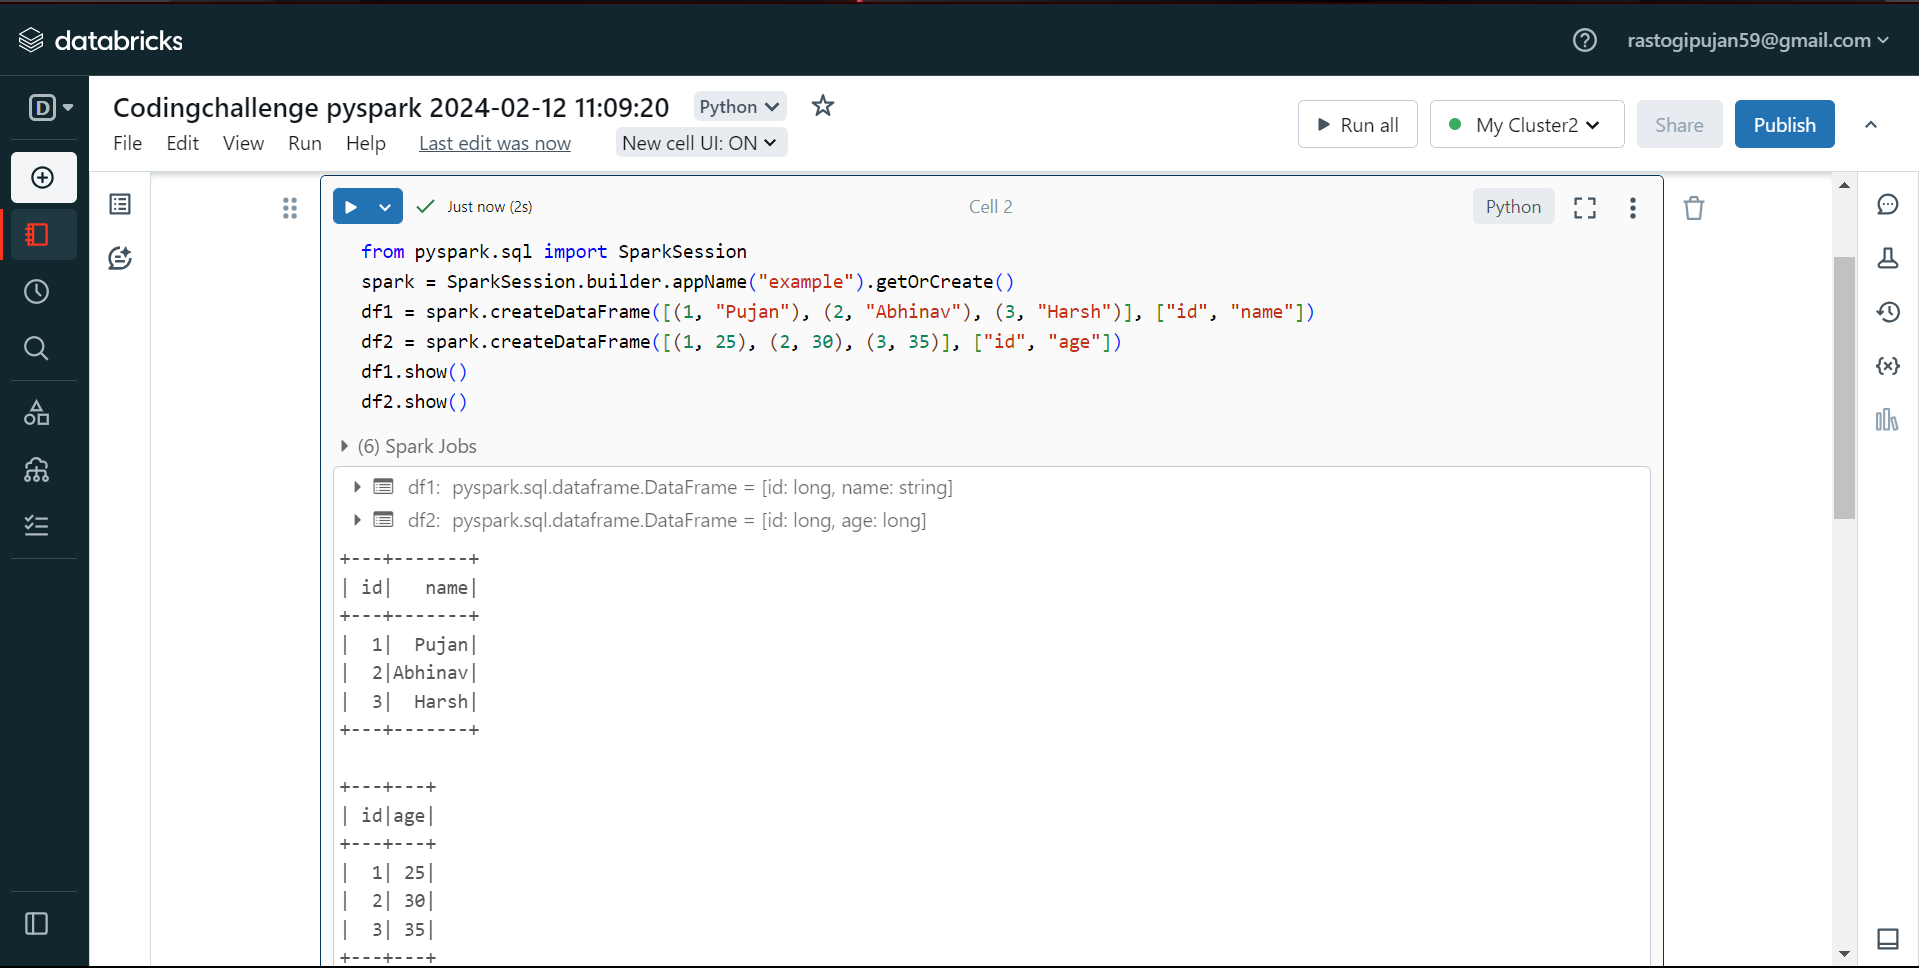 databricks
rastogipujan59@gmail.com
D
Codingchallenge pyspark 2024-02-12 11:09:20 Python
File Edit View Run Help Last edit was now New cell UI: ON
Run all My Cluster2 Share Publish
Just now (2s) Cell 2 Python
from pyspark.sql import SparkSession
spark = SparkSession.builder.appName("example").getOrCreate()
df1 = spark.createDataFrame([(1, "Pujan"), (2, "Abhinav"), (3, "Harsh")], ["id", "name"])
df2 = spark.createDataFrame([(1, 25), (2, 30), (3, 35)], ["id", "age"])
df1.show()
df2.show()
(6) Spark Jobs
df1: pyspark.sql.dataframe.DataFrame = [id: long, name: string]
df2: pyspark.sql.dataframe.DataFrame = [id: long, age: long]
+---+-------+
| id|   name|
+---+-------+
|  1|  Pujan|
|  2|Abhinav|
|  3|  Harsh|
+---+-------+
+---+---+
| id|age|
+---+---+
|  1| 25|
|  2| 30|
|  3| 35|
+---+---+